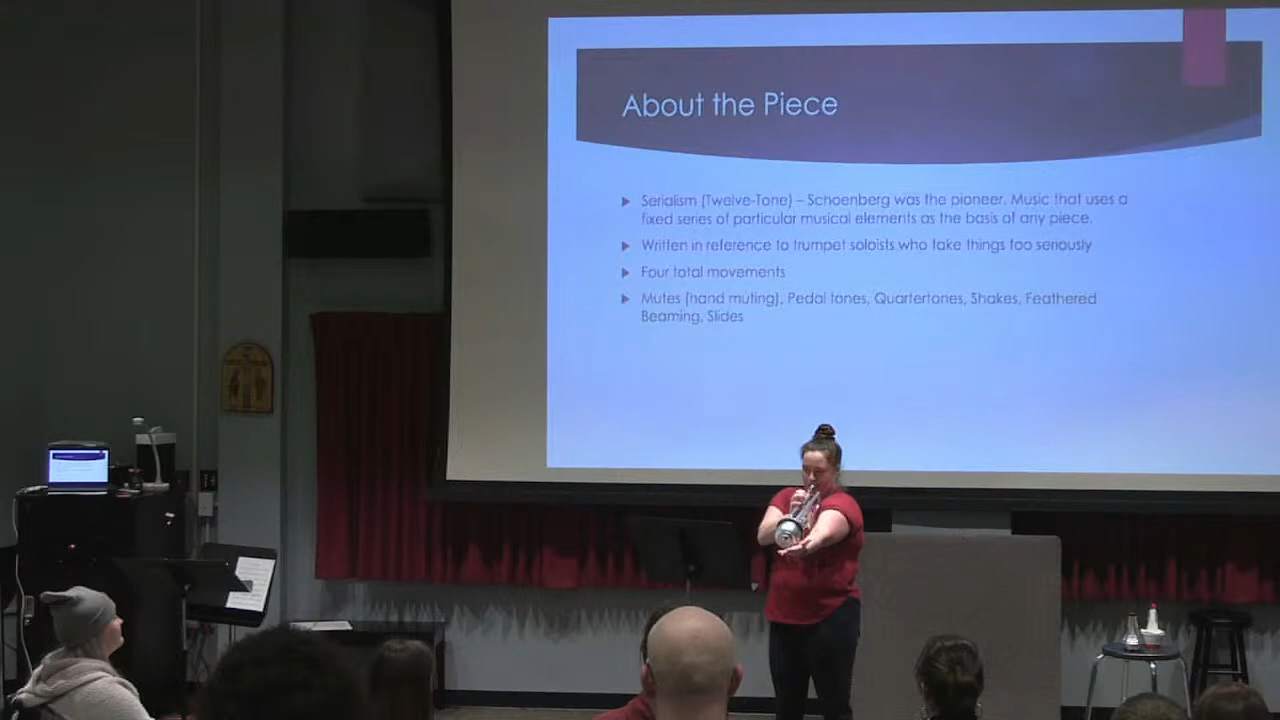 About the Piece
Serialism (Twelve-Tone) – Schoenberg was the pioneer. Music that uses a
fixed series of particular musical elements as the basis of any piece.
Written in reference to trumpet soloists who take things too seriously
Four total movements
Mutes (hand muting), Pedal tones, Quartertones, Shakes, Feathered
Beaming, Slides